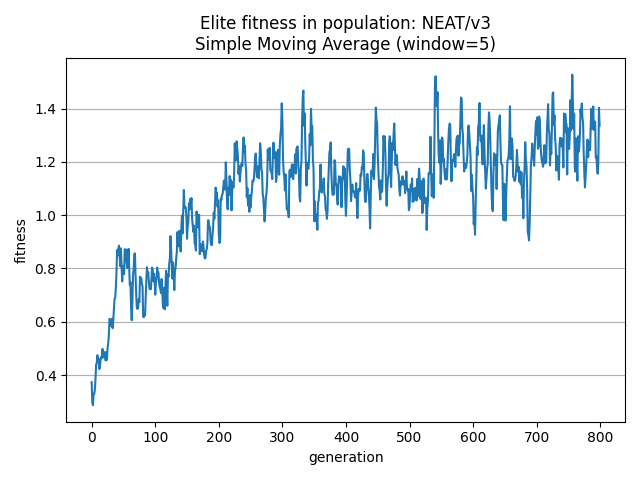 Elite fitness in population: NEAT/v3
Simple Moving Average (window=5)
fitness
1.4
1.2
1.0
0.8
0.6
0.4
0 100 200 300 400 500 600 700 800
generation